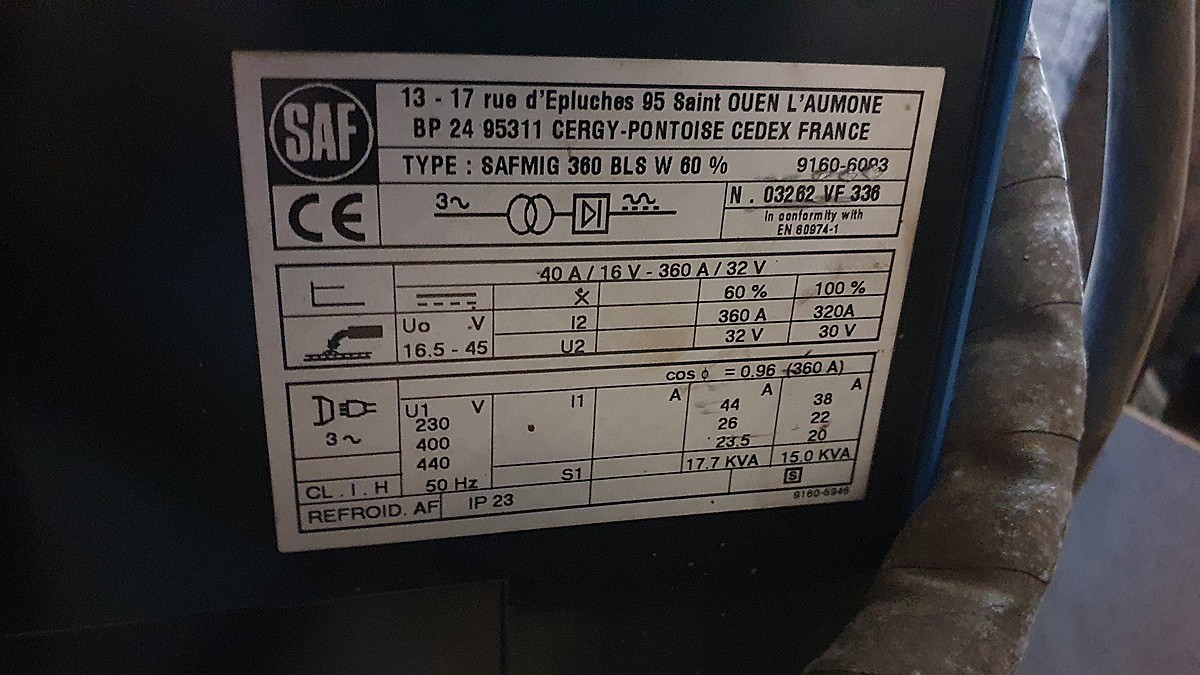 SAF
13 - 17 rue d'Epluches 95 Saint OUEN L'AUMONE
BP 24 95311 CERGY-PONTOISE CEDEX FRANCE
TYPE : SAFMIG 360 BLS W 60 % 9160-6093
CE
3~
N . 03262 VF 336
In conformity with
EN 60974-1
40 A / 16 V - 360 A / 32 V
X 60 % 100 %
Uo V I2 360 A 320A
16.5 - 45 U2 32 V 30 V
cos ϕ = 0.96 (360 A)
U1 V I1 A A A
230 44 38
3~ 400 26 22
440 23.5 20
CL . I . H 50 Hz S1 17.7 KVA 15.0 KVA
REFROID. AF IP 23 S
9160-5946